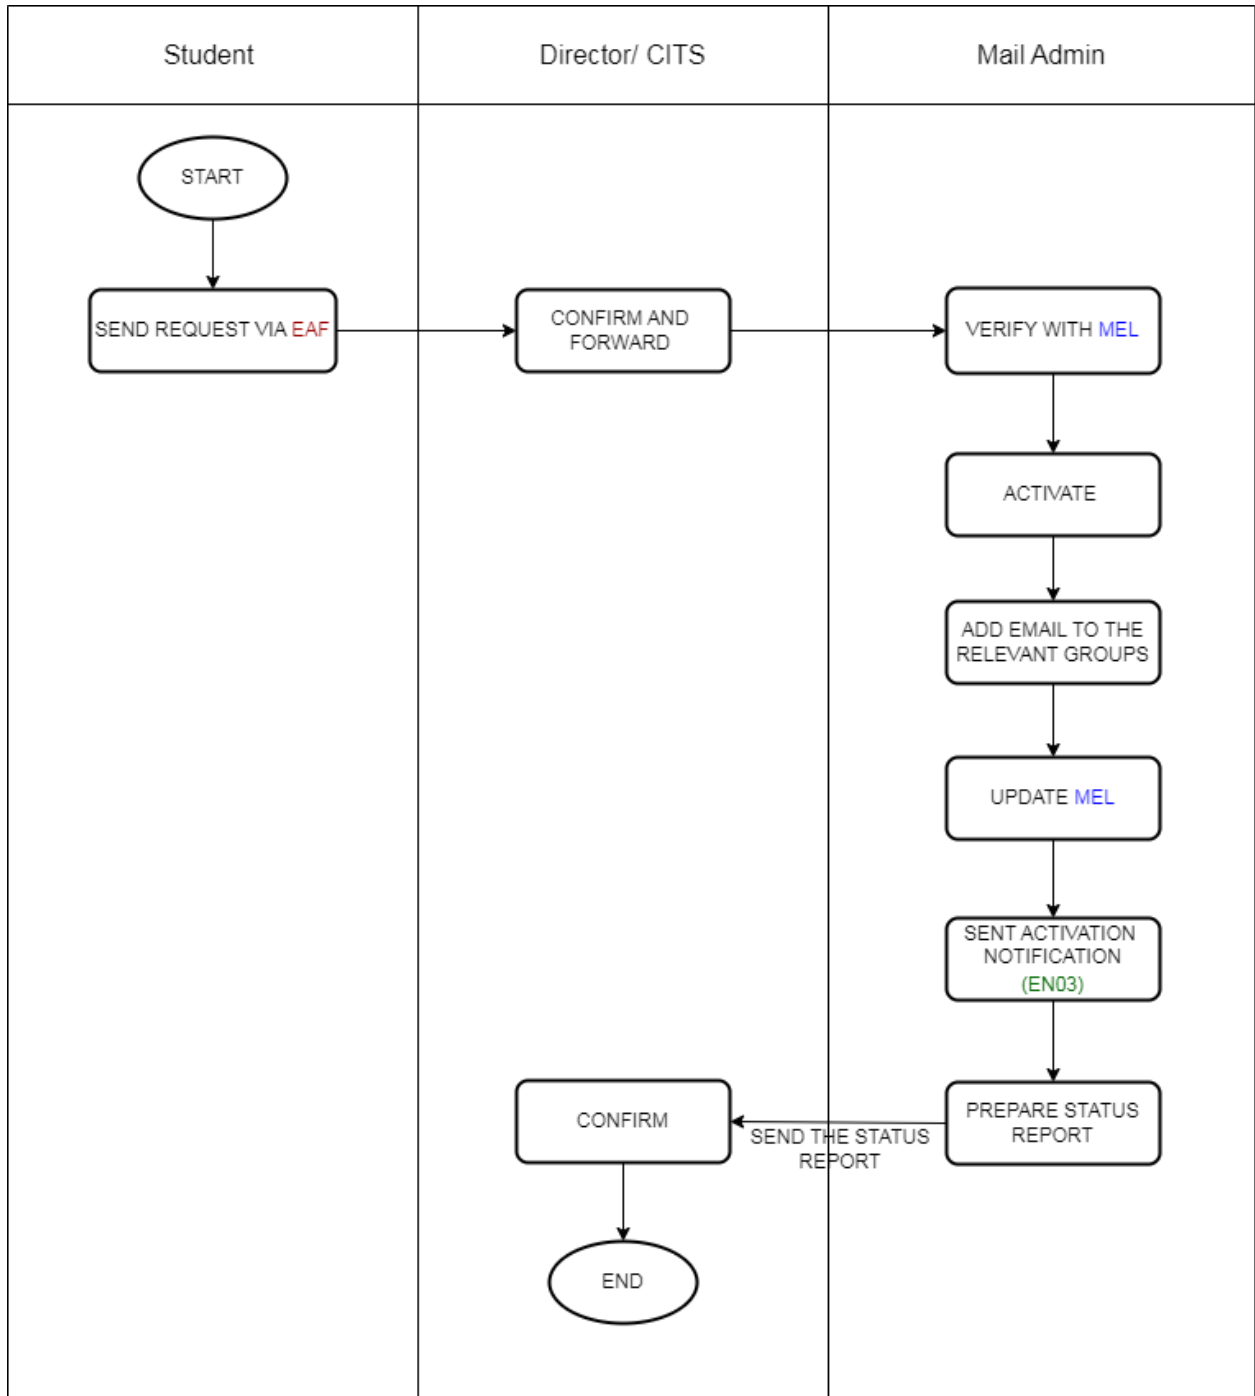 Student
Director/ CITS
Mail Admin
START
SEND REQUEST VIA EAF
CONFIRM AND
FORWARD
VERIFY WITH MEL
ACTIVATE
ADD EMAIL TO THE
RELEVANT GROUPS
UPDATE MEL
SENT ACTIVATION
NOTIFICATION
(EN03)
PREPARE STATUS
REPORT
SEND THE STATUS
REPORT
CONFIRM
END